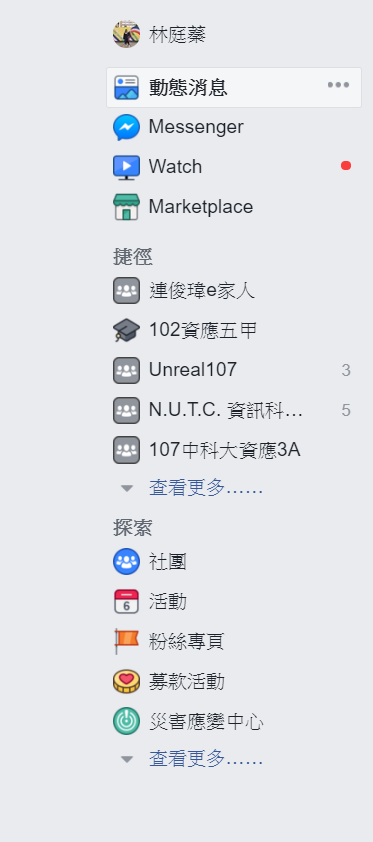 林庭蓁
動態消息
Messenger
Watch
Marketplace
捷徑
連俊瑋e家人
102資應五甲
Unreal107 3
N.U.T.C. 資訊科... 5
107中科大資應3A
查看更多......
探索
社團
6 活動
粉絲專頁
募款活動
災害應變中心
查看更多......